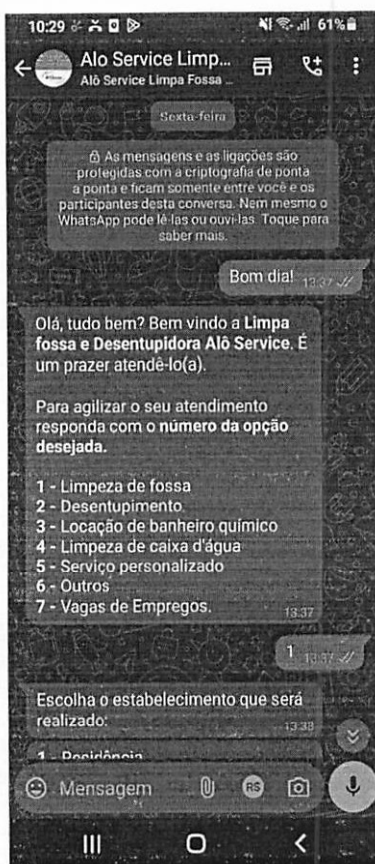 10:29
61%
Alo Service Limp...
Alô Service Limpa Fossa ...
Sexta-feira
As mensagens e as ligações são
protegidas com a criptografia de ponta
a ponta e ficam somente entre você e os
participantes desta conversa. Nem mesmo o
WhatsApp pode lê-las ou ouvi-las. Toque para
saber mais.
Bom dia! 13:37
Olá, tudo bem? Bem vindo a Limpa
fossa e Desentupidora Alô Service. É
um prazer atendê-lo(a).
Para agilizar o seu atendimento
responda com o número da opção
desejada.
1 - Limpeza de fossa
2 - Desentupimento
3 - Locação de banheiro químico
4 - Limpeza de caixa d'água
5 - Serviço personalizado
6 - Outros
7 - Vagas de Empregos. 13:37
1 13:37
Escolha o estabelecimento que será
realizado: 13:38
1 - Residência
Mensagem
RS